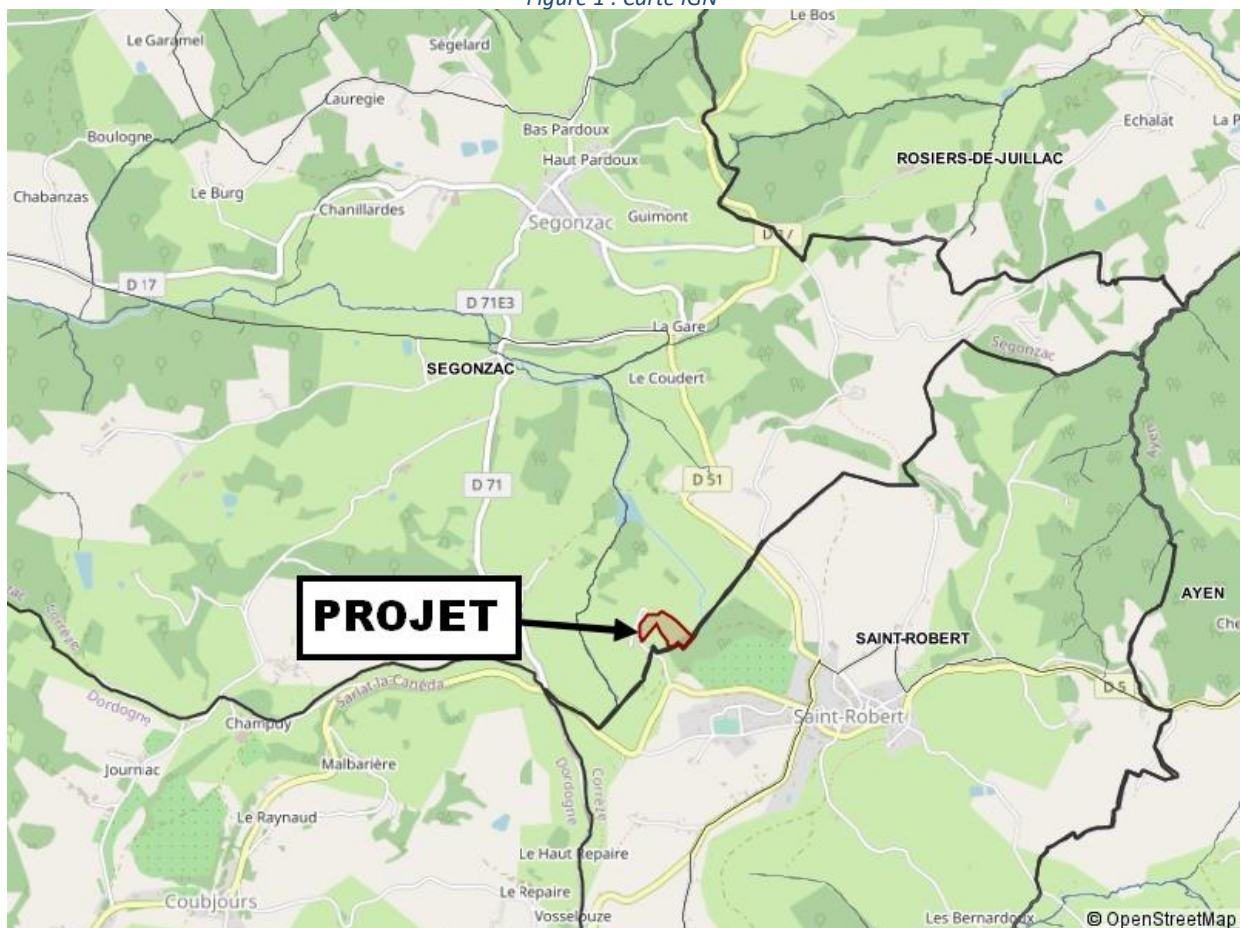 Figure 1 : Carte IGN
Le Bos
Le Garamel
Ségelard
Lauregie
Bas Pardoux
Echalat
La P
Boulogne
Haut Pardoux
ROSIERS-DE-JUILLAC
Chabanzas
Le Burg
Chanillardes
Guimont
Segonzac
D 17
D 71E3
La Gare
Segonzac
SEGONZAC
Le Coudert
Ayen
D 71
D 51
PROJET
AYEN
Che
SAINT-ROBERT
Corrèze
Dordogne
Sarlat-la-Canéda
D 5
Champdy
Saint-Robert
Journiac
Malbarière
Dordogne
Corrèze
Le Raynaud
Le Haut Repaire
Le Repaire
Coubjours
Vosselouze
Les Bernardoux
© OpenStreetMap